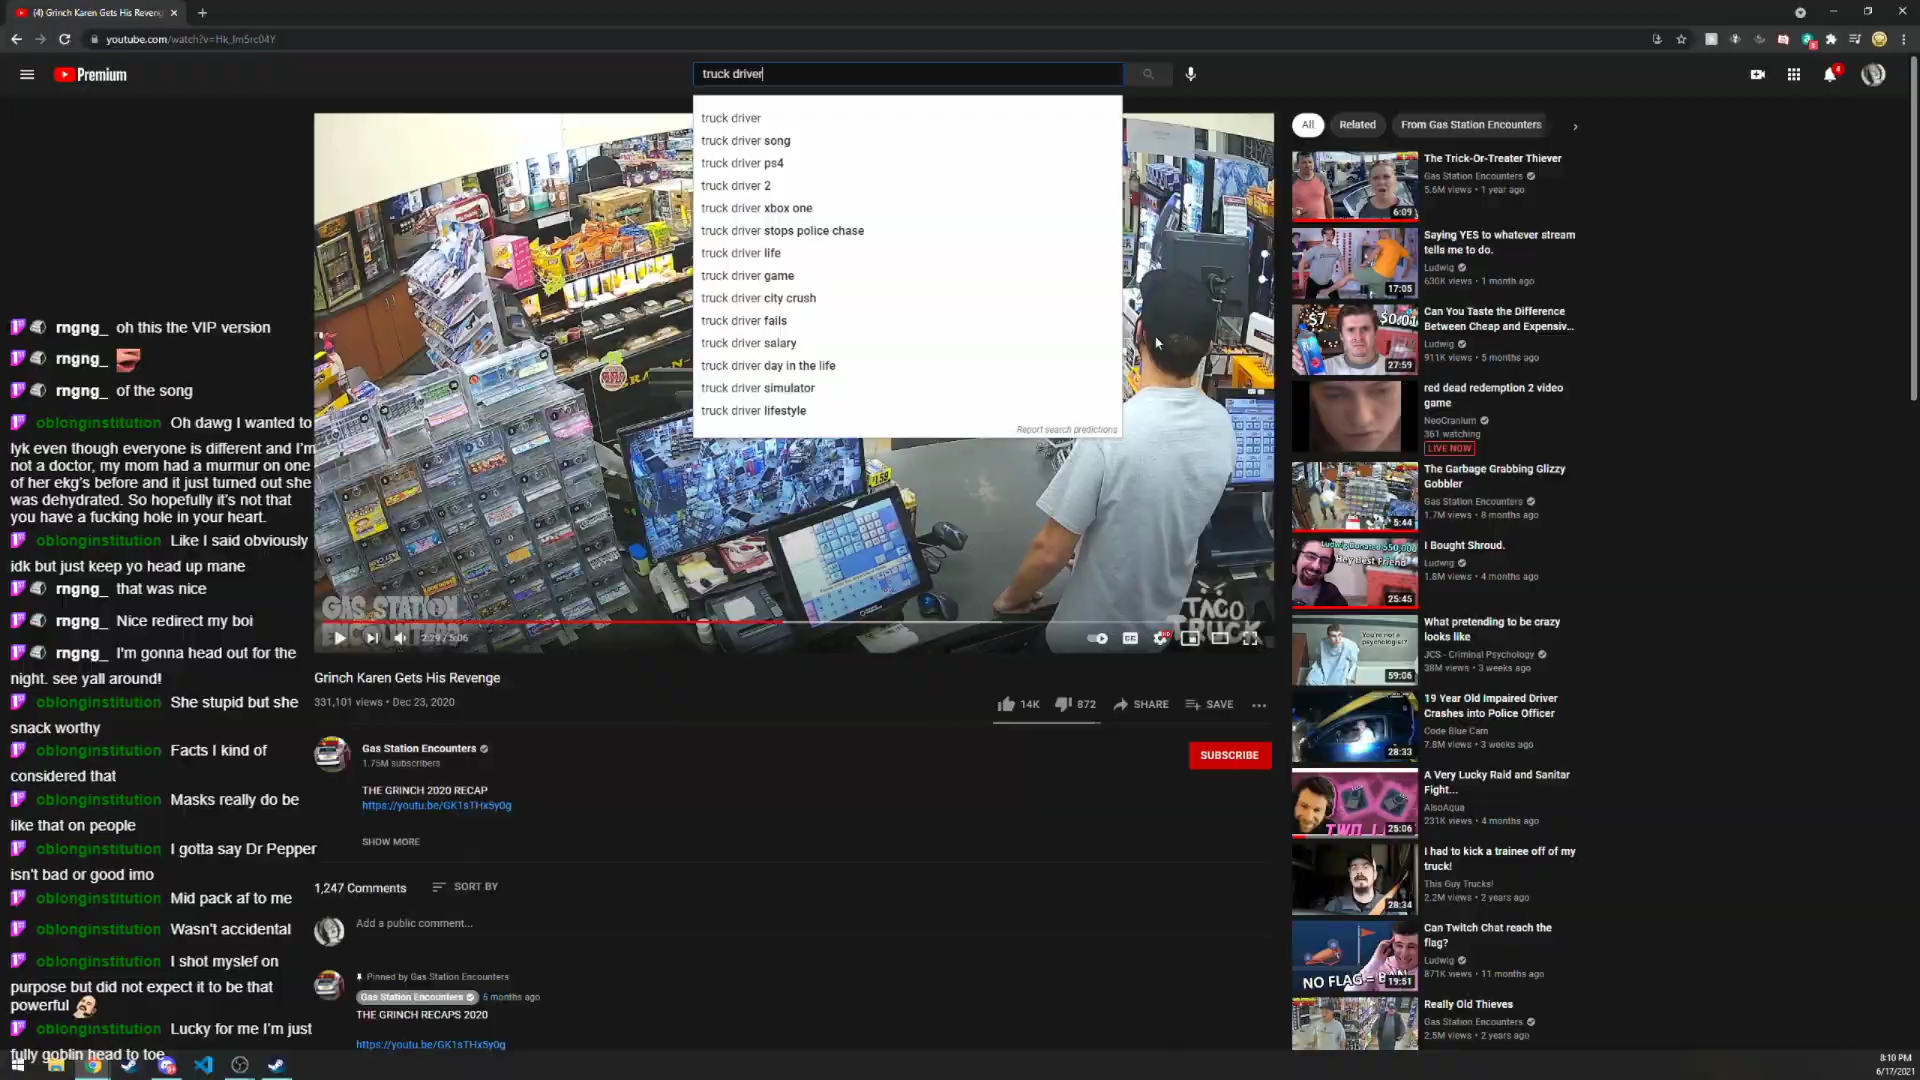 (4) Grinch Karen Gets His Reveng
youtube.com/watch?v=Hk_Im5rc04Y
Premium
truck driver
4
truck driver
truck driver song
truck driver ps4
truck driver 2
truck driver xbox one
truck driver stops police chase
truck driver life
truck driver game
truck driver city crush
truck driver fails
truck driver salary
truck driver day in the life
truck driver simulator
truck driver lifestyle
Report search predictions
rngng_ oh this the VIP version
rngng_
rngng_ of the song
oblonginstitution Oh dawg I wanted to
lyk even though everyone is different and I'm
not a doctor, my mom had a murmur on one
of her ekg's before and it just turned out she
was dehydrated. So hopefully it's not that
you have a fucking hole in your heart.
oblonginstitution Like I said obviously
idk but just keep yo head up mane
rngng_ that was nice
rngng_ Nice redirect my boi
rngng_ I'm gonna head out for the
night. see yall around!
oblonginstitution She stupid but she
snack worthy
oblonginstitution Facts I kind of
considered that
oblonginstitution Masks really do be
like that on people
oblonginstitution I gotta say Dr Pepper
isn't bad or good imo
oblonginstitution Mid pack af to me
oblonginstitution Wasn't accidental
oblonginstitution I shot myslef on
purpose but did not expect it to be that
powerful
oblonginstitution Lucky for me I'm just
fully goblin head to toe
GAS STATION
ENCOUNTERS
TACO
TRUCK
2:29 / 5:06
CC
HD
Grinch Karen Gets His Revenge
331,101 views • Dec 23, 2020
14K
872
SHARE
SAVE
Gas Station Encounters
1.75M subscribers
SUBSCRIBE
THE GRINCH 2020 RECAP
https://youtu.be/GK1sTHx5y0g
SHOW MORE
1,247 Comments
SORT BY
Add a public comment...
Pinned by Gas Station Encounters
Gas Station Encounters
5 months ago
THE GRINCH RECAPS 2020
https://youtu.be/GK1sTHx5y0g
All
Related
From Gas Station Encounters
The Trick-Or-Treater Thiever
Gas Station Encounters
5.6M views • 1 year ago
6:09
Saying YES to whatever stream
tells me to do.
Ludwig
630K views • 1 month ago
17:05
Can You Taste the Difference
Between Cheap and Expensiv...
Ludwig
911K views • 5 months ago
$7
$0.01
27:59
red dead redemption 2 video
game
NeoCranium
361 watching
LIVE NOW
The Garbage Grabbing Glizzy
Gobbler
Gas Station Encounters
1.7M views • 8 months ago
5:44
I Bought Shroud.
Ludwig
1.8M views • 4 months ago
Ludwig Donated $50,000
Hey Best Friend
25:45
What pretending to be crazy
looks like
JCS - Criminal Psychology
38M views • 3 weeks ago
You're not a psychologist?
59:06
19 Year Old Impaired Driver
Crashes into Police Officer
Code Blue Cam
7.8M views • 3 weeks ago
28:33
A Very Lucky Raid and Sanitar
Fight...
AlsoAqua
231K views • 4 months ago
25:06
I had to kick a trainee off of my
truck!
This Guy Trucks!
2.2M views • 2 years ago
28:34
Can Twitch Chat reach the
flag?
Ludwig
871K views • 11 months ago
NO FLAG = BAN
19:51
Really Old Thieves
Gas Station Encounters
2.5M views • 2 years ago
8:10 PM
6/17/2021